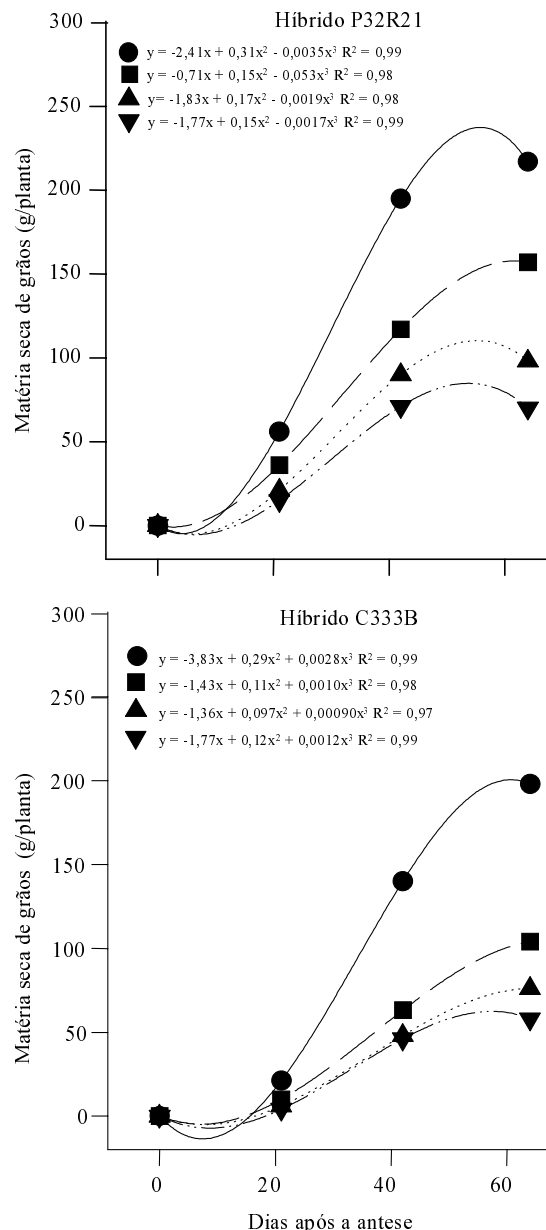 Híbrido P32R21
300
250
200
150
100
50
0
Matéria seca de grãos (g/planta)
y = -2,41x + 0,31x² - 0,0035x³ R² = 0,99
y = -0,71x + 0,15x² - 0,053x³ R² = 0,98
y= -1,83x + 0,17x² - 0,0019x³ R² = 0,98
y = -1,77x + 0,15x² - 0,0017x³ R² = 0,99
Híbrido C333B
300
250
200
150
100
50
0
Matéria seca de grãos (g/planta)
y = -3,83x + 0,29x² + 0,0028x³ R² = 0,99
y = -1,43x + 0,11x² + 0,0010x³ R² = 0,98
y = -1,36x + 0,097x² + 0,00090x³ R² = 0,97
y = -1,77x + 0,12x² + 0,0012x³ R² = 0,99
0 20 40 60
Dias após a antese